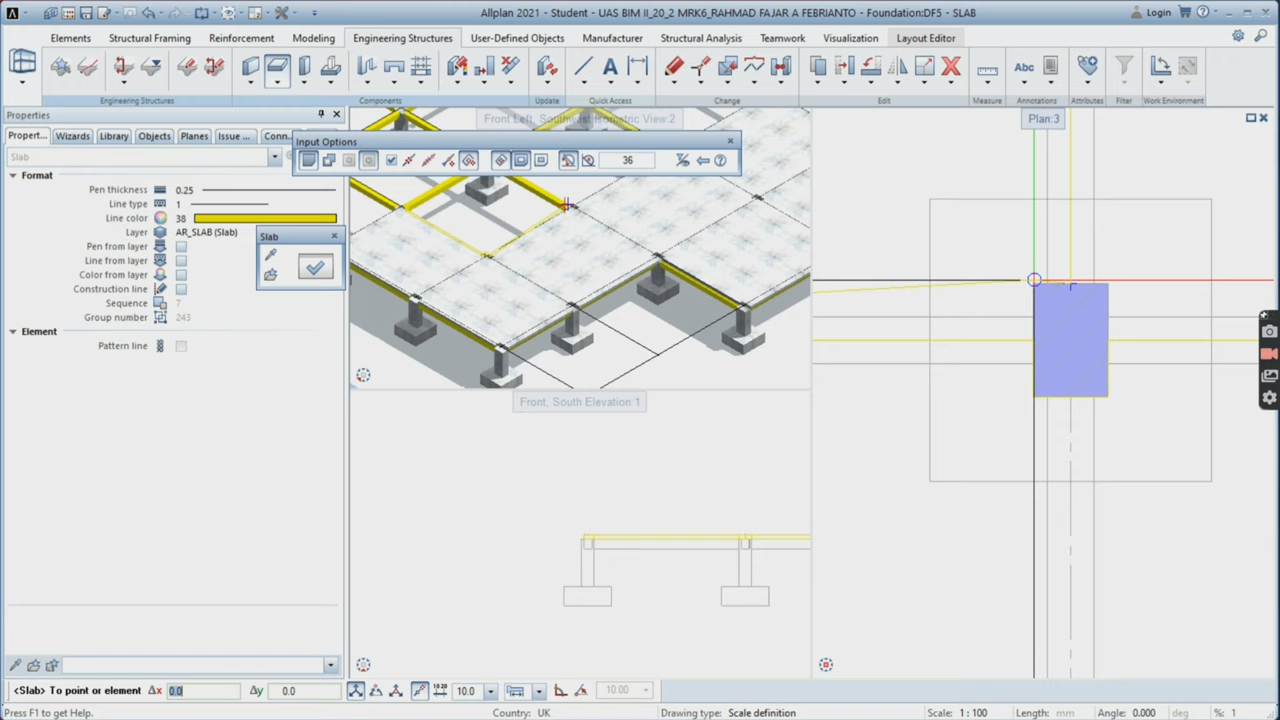 Allplan 2021 - Student - UAS BIM II_20_2 MRK6_RAHMAD FAJAR A FEBRIANTO - Foundation:DF5 - SLAB
Login
Elements Structural Framing Reinforcement Modeling Engineering Structures User-Defined Objects Manufacturer Structural Analysis Teamwork Visualization Layout Editor
Abc
Engineering Structures Components Update Quick Access Change Edit Measure Annotations Attributes Filter Work Environment
Properties
Propert... Wizards Library Objects Planes Issue ... Conn...
Slab
Format
Pen thickness 0.25
Line type 1
Line color 38
Layer AR_SLAB (Slab)
Pen from layer
Line from layer
Color from layer
Construction line
Sequence 7
Group number 243
Element
Pattern line
Slab
Front Left, Southwest Isometric View:2
Input Options
36
Front, South Elevation:1
Plan:3
<Slab> To point or element Δx 0.0 Δy 0.0 10.0 10.00
Press F1 to get Help. Country: UK Drawing type: Scale definition Scale: 1 : 100 Length: mm Angle: 0.000 deg %: 1